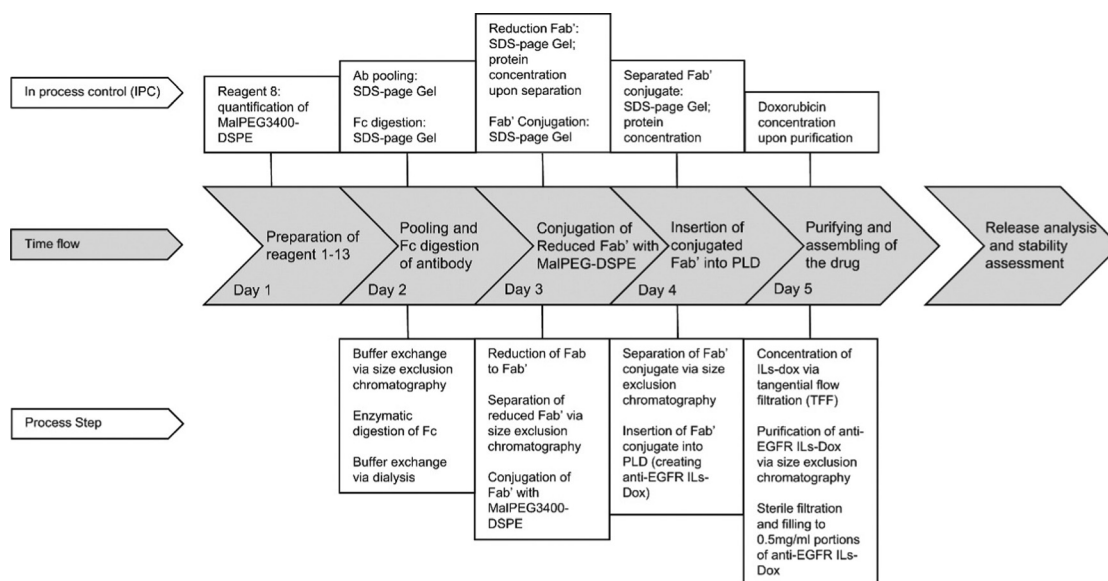 In process control (IPC)
Reagent 8:
quantification of
MalPEG3400-
DSPE
Ab pooling:
SDS-page Gel
Fc digestion:
SDS-page Gel
Reduction Fab':
SDS-page Gel;
protein
concentration
upon separation
Fab' Conjugation:
SDS-page Gel
Separated Fab'
conjugate:
SDS-page Gel;
protein
concentration
Doxorubicin
concentration
upon purification
Time flow
Preparation of
reagent 1-13
Day 1
Pooling and
Fc digestion
of antibody
Day 2
Conjugation of
Reduced Fab' with
MalPEG-DSPE
Day 3
Insertion of
conjugated
Fab' into PLD
Day 4
Purifying and
assembling of
the drug
Day 5
Release analysis
and stability
assessment
Process Step
Buffer exchange
via size exclusion
chromatography
Enzymatic
digestion of Fc
Buffer exchange
via dialysis
Reduction of Fab
to Fab'
Separation of
reduced Fab' via
size exclusion
chromatography
Conjugation of
Fab' with
MalPEG3400-
DSPE
Separation of Fab'
conjugate via size
exclusion
chromatography
Insertion of Fab'
conjugate into
PLD (creating
anti-EGFR ILs-
Dox)
Concentration of
ILs-dox via
tangential flow
filtration (TFF)
Purification of anti-
EGFR ILs-Dox
via size exclusion
chromatography
Sterile filtration
and filling to
0.5mg/ml portions
of anti-EGFR ILs-
Dox